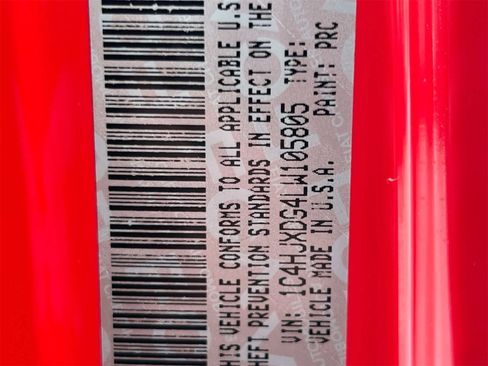 HIS VEHICLE CONFORMS TO ALL APPLICABLE U.S
HEFT PREVENTION STANDARDS IN EFFECT ON THE
VIN: 1C4HJXDG4LW105805 TYPE:
VEHICLE MADE IN U.S.A. PAINT: PRC